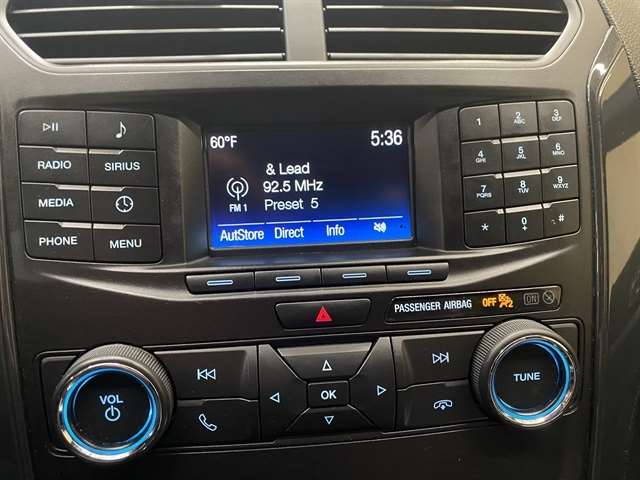 60°F
5:36
& Lead
92.5 MHz
FM 1
Preset 5
AutStore Direct Info
RADIO
SIRIUS
MEDIA
PHONE
MENU
1
2 ABC
3 DEF
4 GHI
5 JKL
6 MNO
7 PQRS
8 TUV
9 WXYZ
*
0 +
#
PASSENGER AIRBAG OFF 2 ON
VOL
OK
TUNE